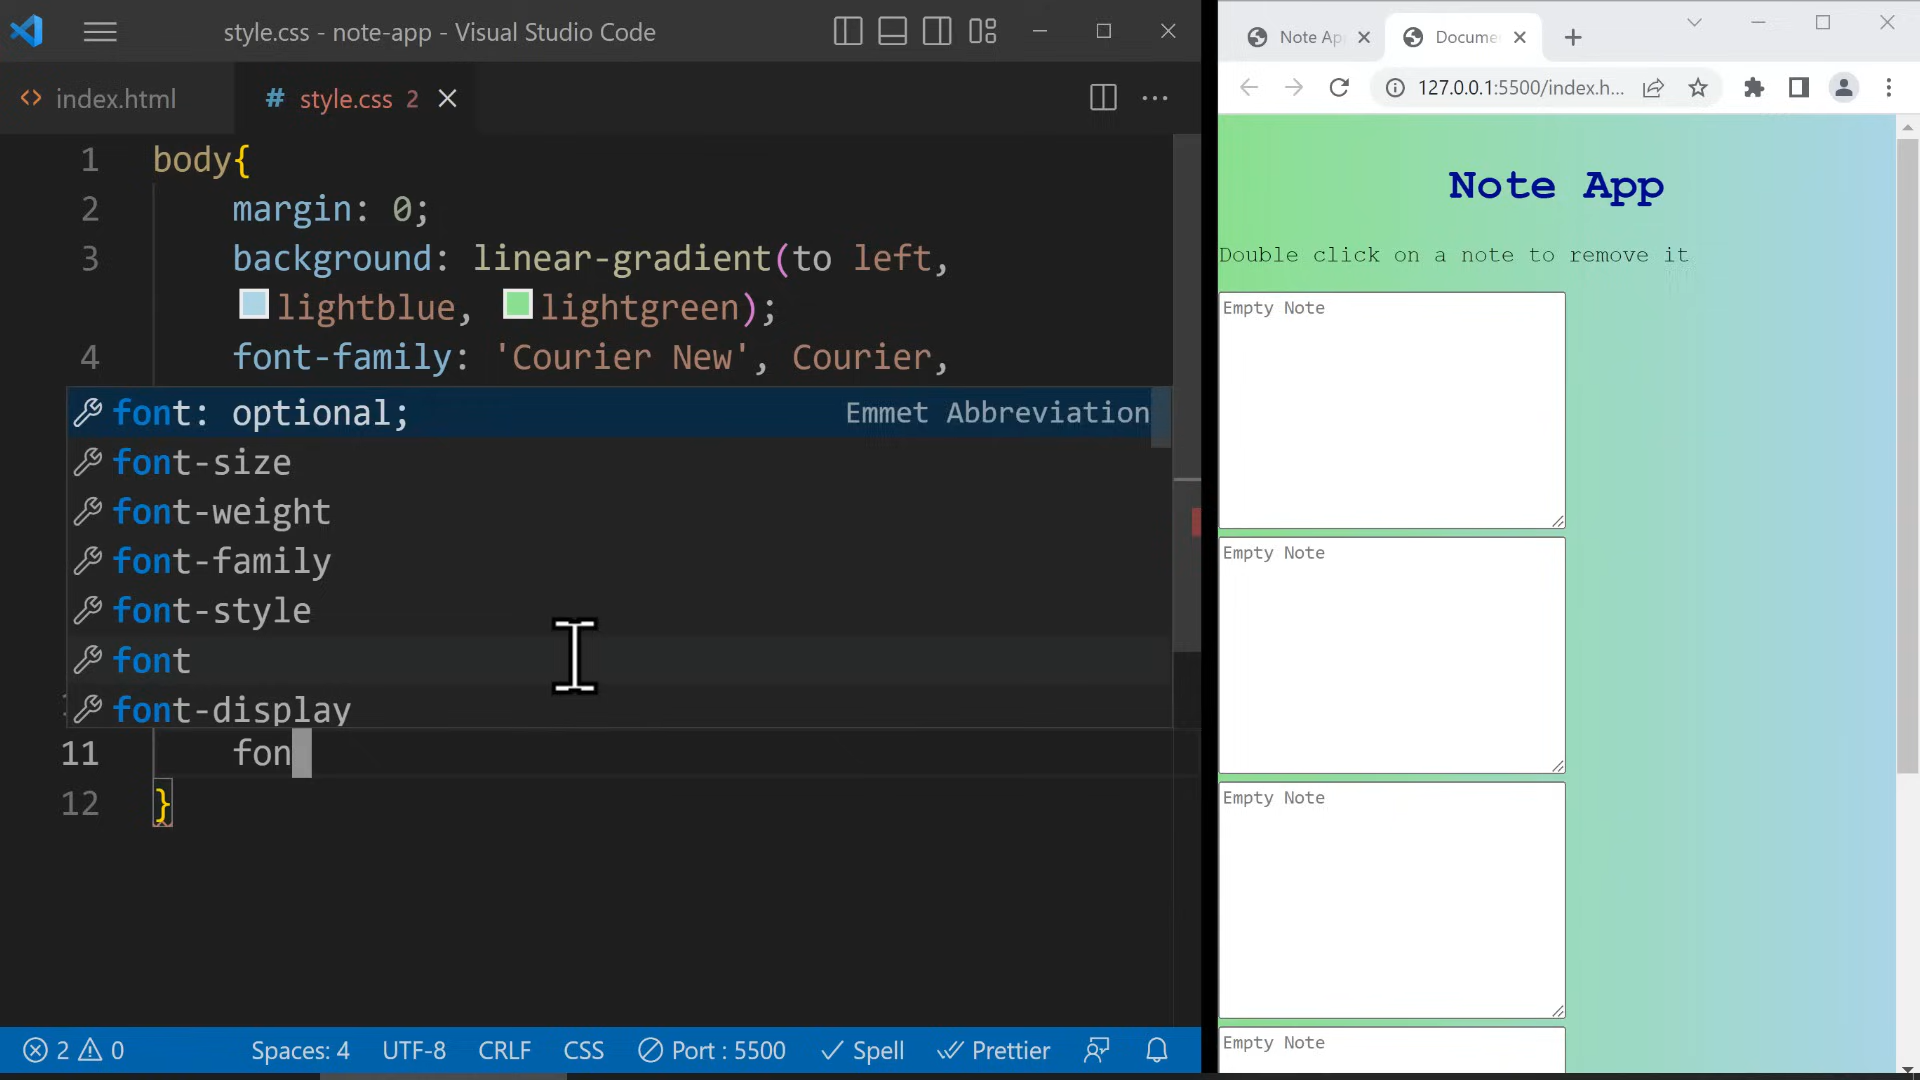 style.css - note-app - Visual Studio Code
index.html
# style.css 2
1 body{
2 margin: 0;
3 background: linear-gradient(to left,
lightblue, lightgreen);
4 font-family: 'Courier New', Courier,
font: optional; Emmet Abbreviation
font-size
font-weight
font-family
font-style
font
font-display
11 fon
12 }
2 0 Spaces: 4 UTF-8 CRLF CSS Port : 5500 Spell Prettier
Note Ap
Docume
127.0.0.1:5500/index.h...
Note App
Double click on a note to remove it
Empty Note
Empty Note
Empty Note
Empty Note